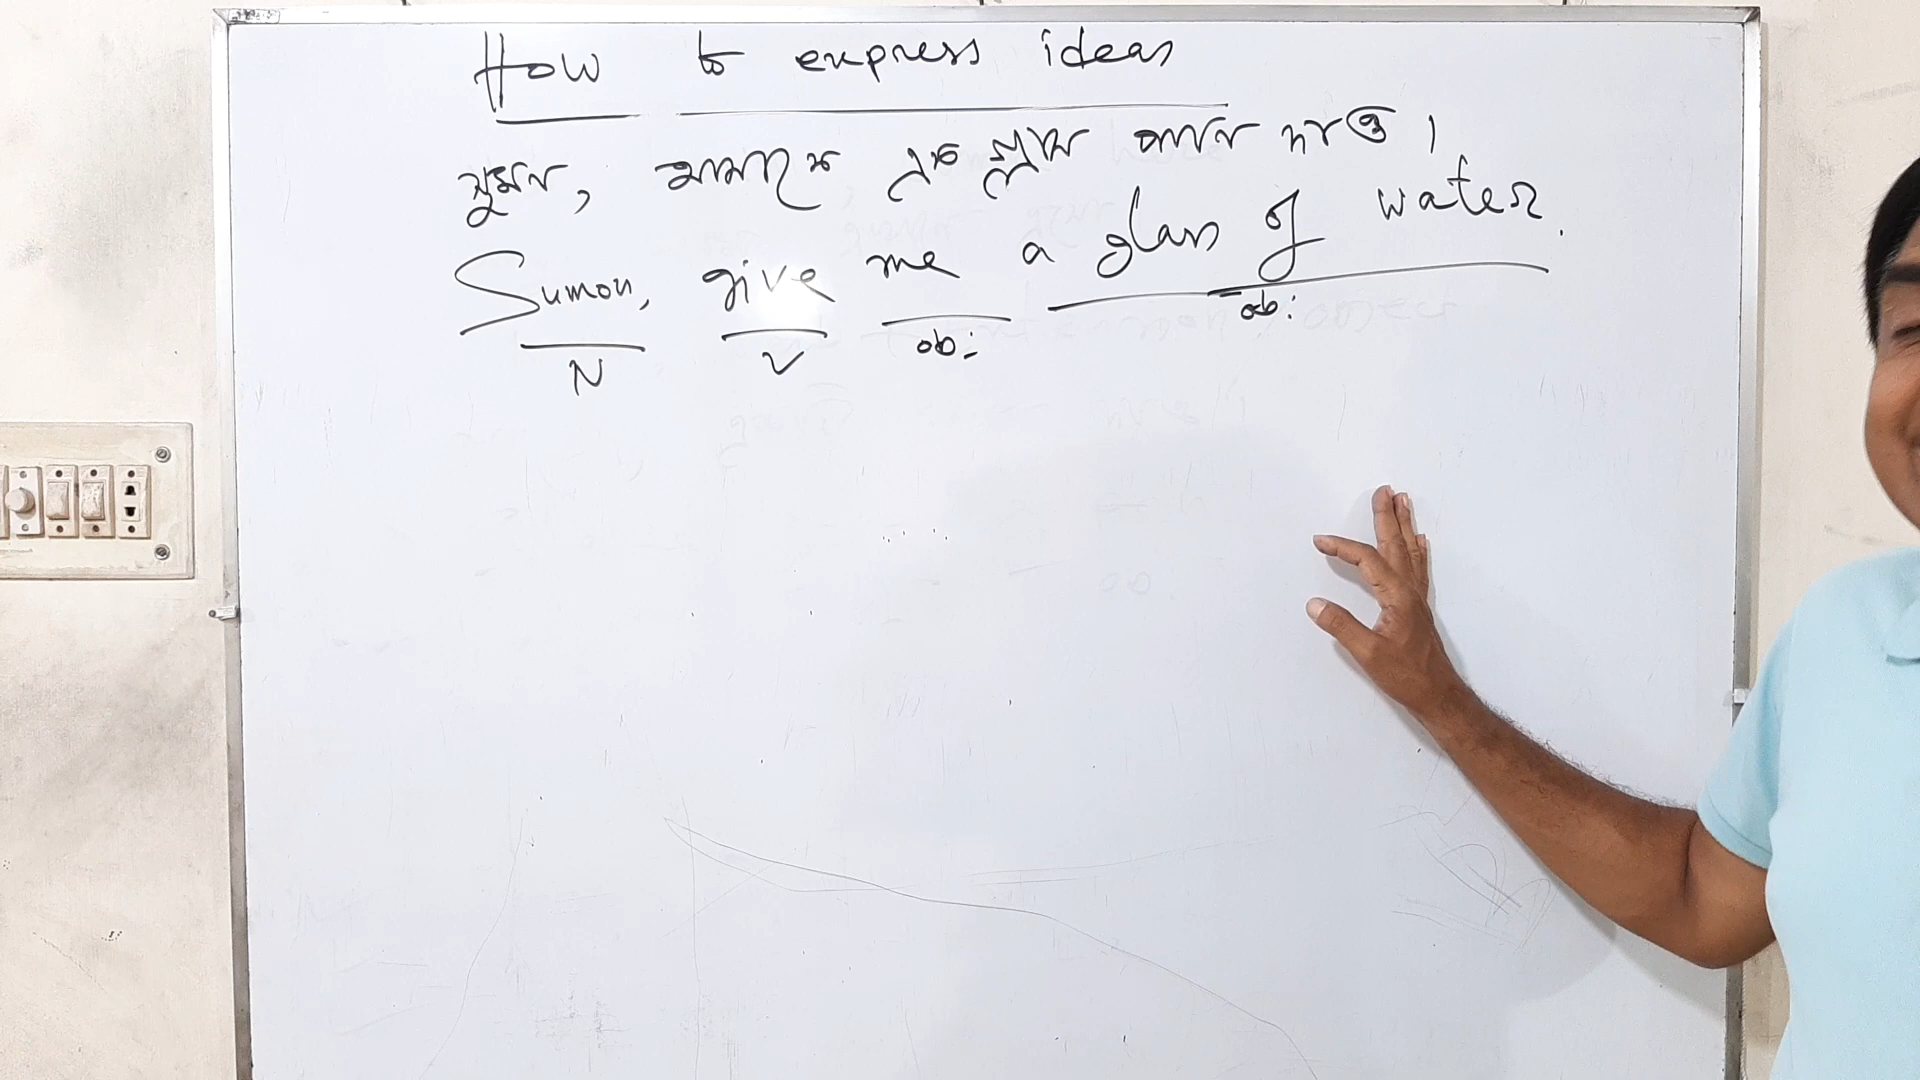 How to express ideas
সুমন, আমাকে এক গ্লাস পানি দাও।
Sumon, give me a glass of water.
N V ob: ob: